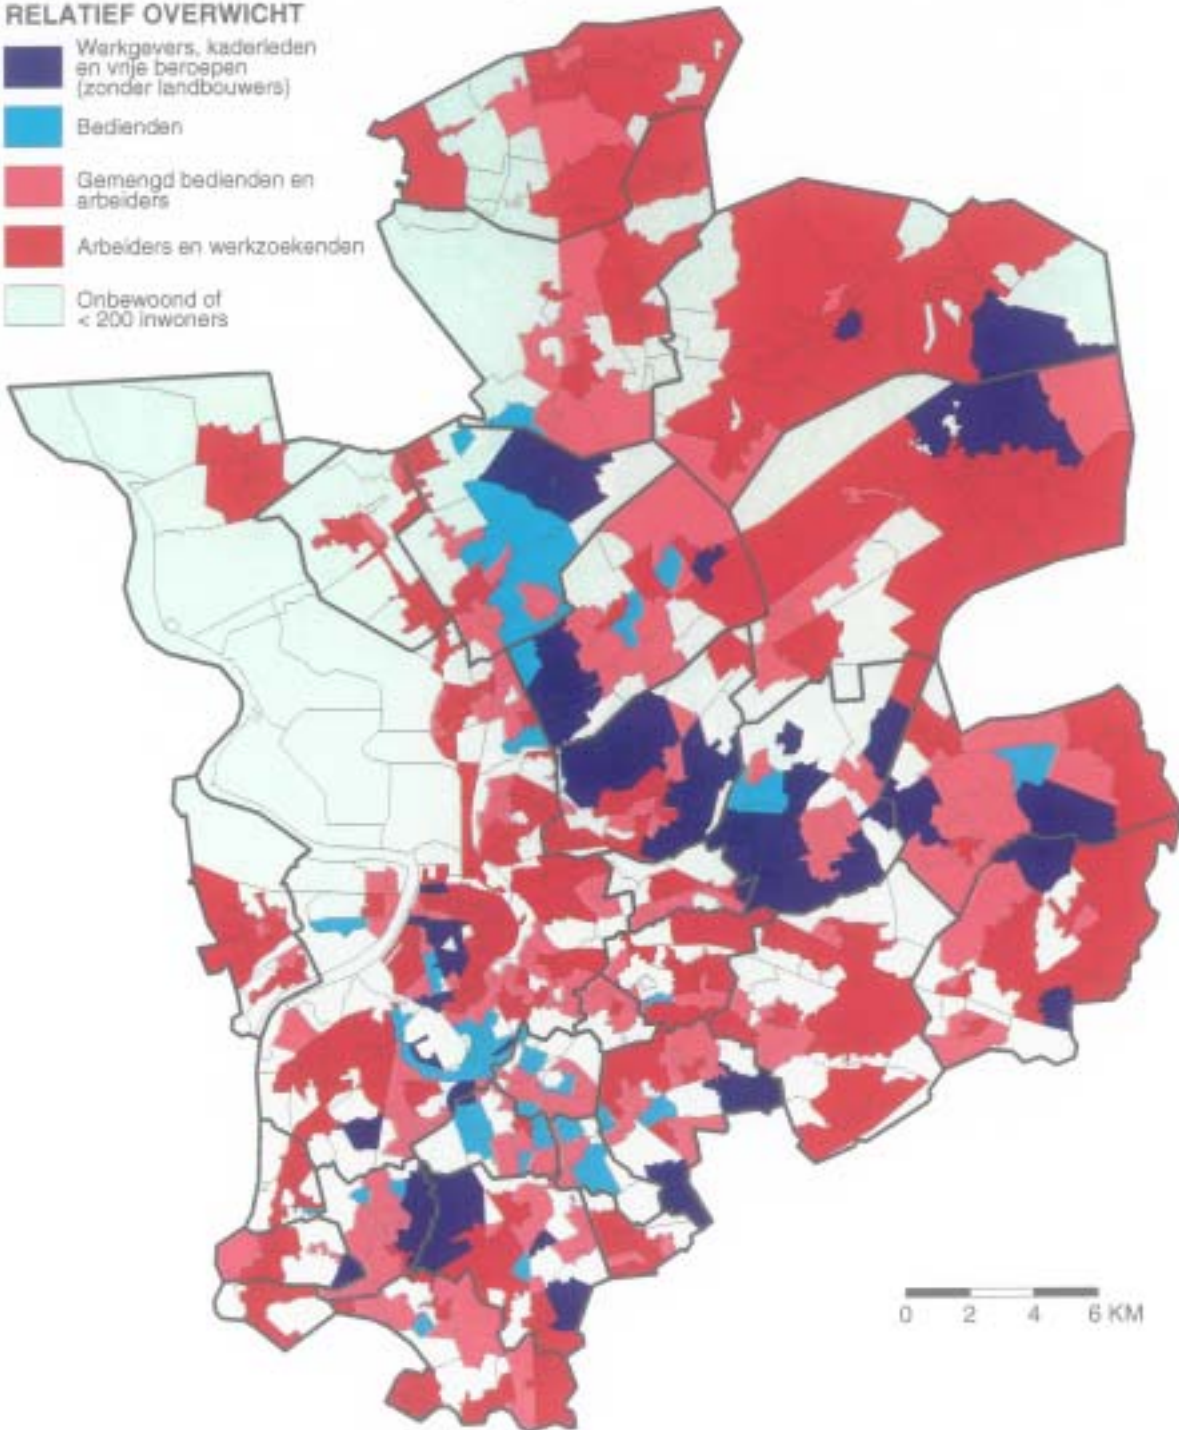 RELATIEF OVERWICHT
Werkgevers, kaderleden
en vrije beroepen
(zonder landbouwers)
Bedienden
Gemengd bedienden en
arbeiders
Arbeiders en werkzoekenden
Onbewoond of
< 200 inwoners
0 2 4 6 KM